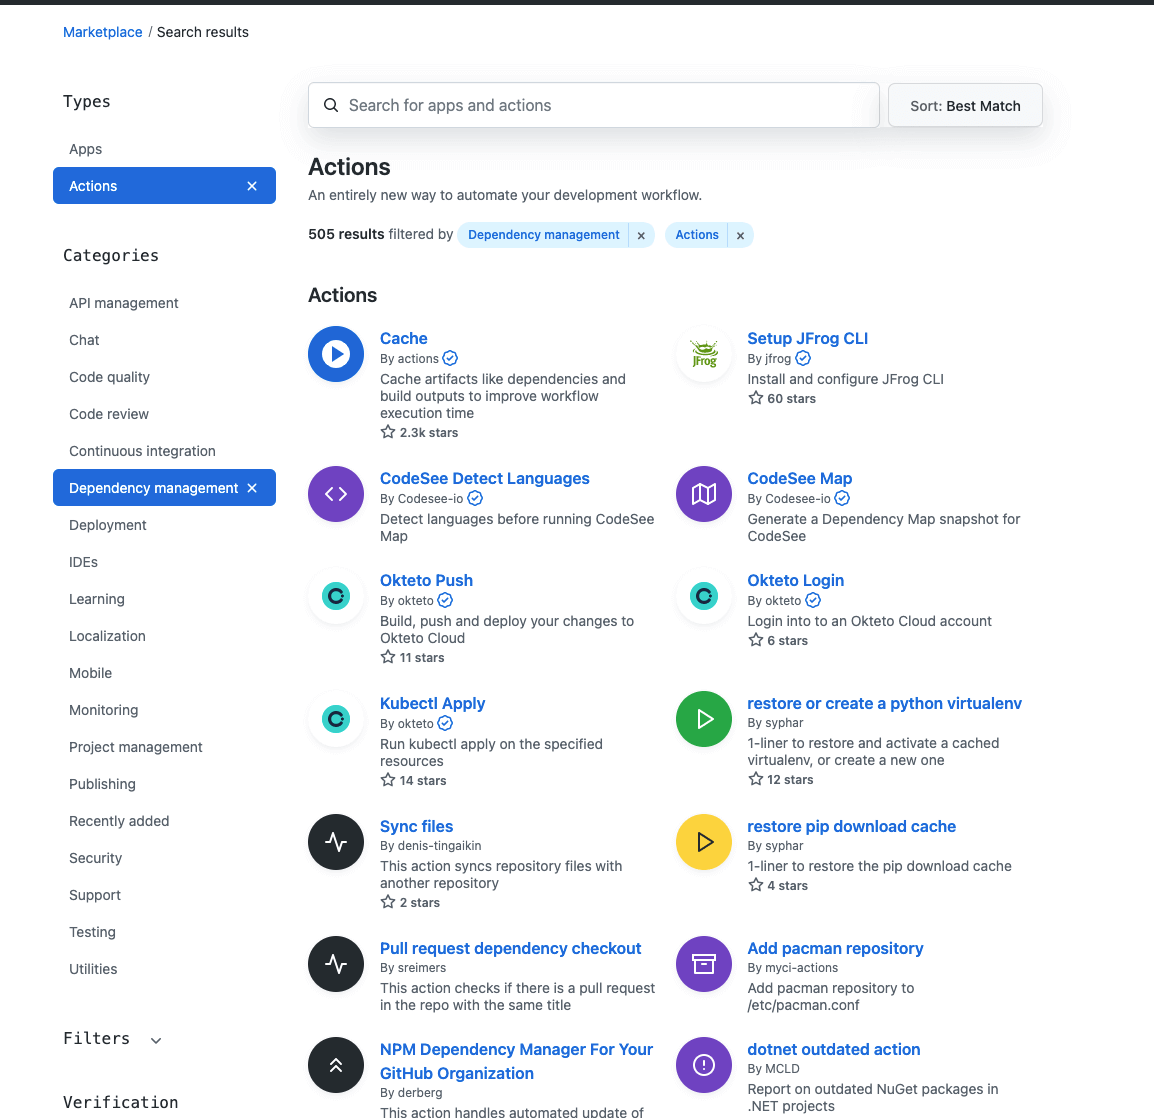 Marketplace / Search results
Types
Apps
Actions
Categories
API management
Chat
Code quality
Code review
Continuous integration
Dependency management
Deployment
IDEs
Learning
Localization
Mobile
Monitoring
Project management
Publishing
Recently added
Security
Support
Testing
Utilities
Filters
Verification
Search for apps and actions
Sort: Best Match
Actions
An entirely new way to automate your development workflow.
505 results filtered by Dependency management × Actions ×
Actions
Cache
By actions
Cache artifacts like dependencies and
build outputs to improve workflow
execution time
2.3k stars
JFrog
Setup JFrog CLI
By jfrog
Install and configure JFrog CLI
60 stars
CodeSee Detect Languages
By Codesee-io
Detect languages before running CodeSee
Map
CodeSee Map
By Codesee-io
Generate a Dependency Map snapshot for
CodeSee
Okteto Push
By okteto
Build, push and deploy your changes to
Okteto Cloud
11 stars
Okteto Login
By okteto
Login into to an Okteto Cloud account
6 stars
Kubectl Apply
By okteto
Run kubectl apply on the specified
resources
14 stars
restore or create a python virtualenv
By syphar
1-liner to restore and activate a cached
virtualenv, or create a new one
12 stars
Sync files
By denis-tingaikin
This action syncs repository files with
another repository
2 stars
restore pip download cache
By syphar
1-liner to restore the pip download cache
4 stars
Pull request dependency checkout
By sreimers
This action checks if there is a pull request
in the repo with the same title
Add pacman repository
By myci-actions
Add pacman repository to
/etc/pacman.conf
NPM Dependency Manager For Your
GitHub Organization
By derberg
This action handles automated update of
dotnet outdated action
By MCLD
Report on outdated NuGet packages in
.NET projects